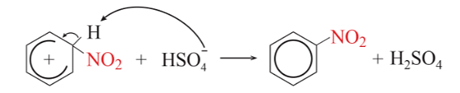 H
+ NO₂ + HSO₄⁻ ⟶ NO₂ + H₂SO₄